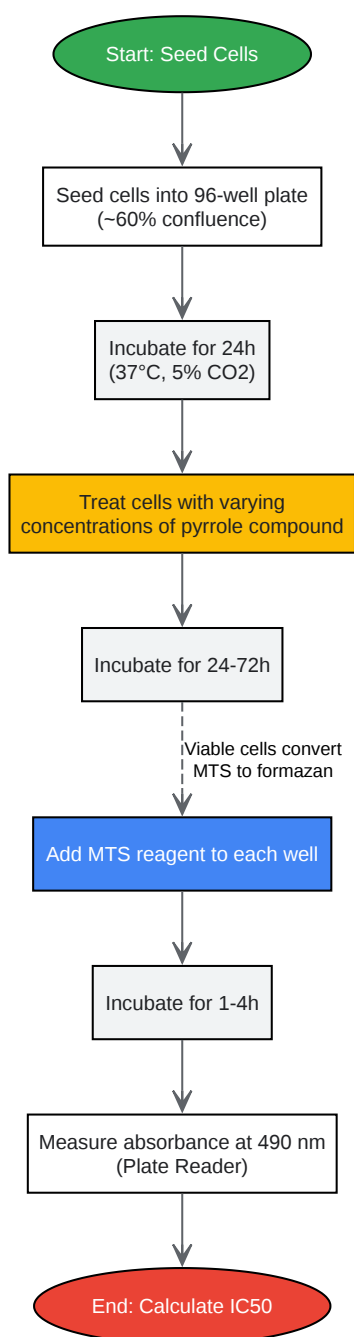 Start: Seed Cells
Seed cells into 96-well plate
(~60% confluence)
Incubate for 24h
(37°C, 5% CO2)
Treat cells with varying
concentrations of pyrrole compound
Incubate for 24-72h
Viable cells convert
MTS to formazan
Add MTS reagent to each well
Incubate for 1-4h
Measure absorbance at 490 nm
(Plate Reader)
End: Calculate IC50